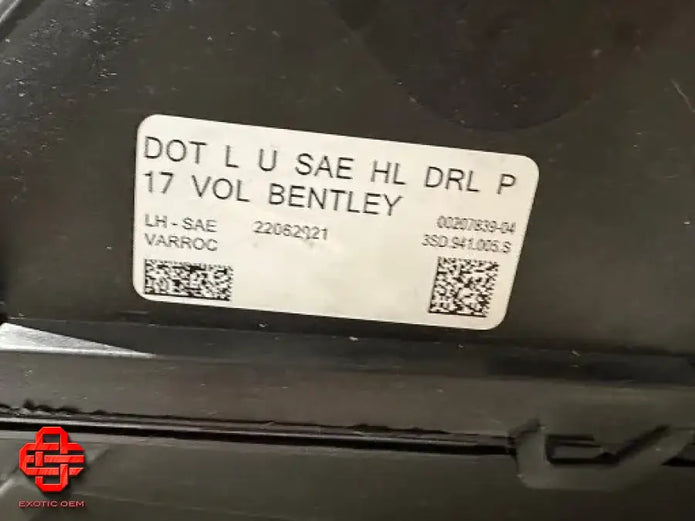 DOT L U SAE HL DRL P
17 VOL BENTLEY
LH - SAE 22062021 00207839-04
VARROC 3SD.941.005.S
EXOTIC OEM